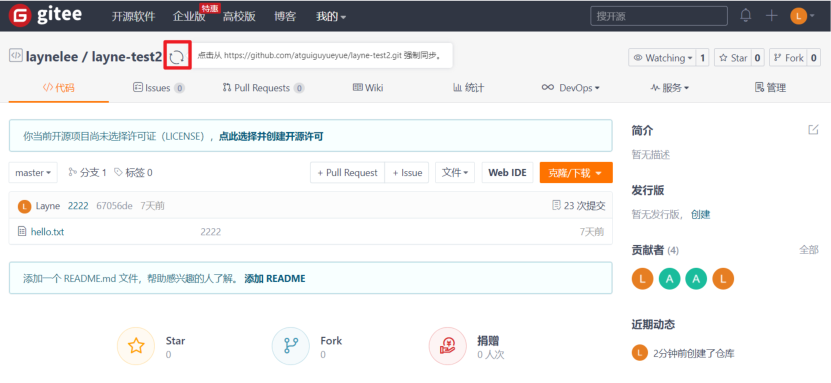 gitee 开源软件 企业版 特惠 高校版 博客 我的 搜开源 L
laynelee / layne-test2 点击从 https://github.com/atguiguyueyue/layne-test2.git 强制同步。 Watching 1 Star 0 Fork 0
代码 Issues 0 Pull Requests 0 Wiki 统计 DevOps 服务 管理
你当前开源项目尚未选择许可证（LICENSE），点此选择并创建开源许可
master 分支 1 标签 0 + Pull Request + Issue 文件 Web IDE 克隆/下载
L Layne 2222 67056de 7天前 23 次提交
hello.txt 2222 7天前
添加一个 README.md 文件，帮助感兴趣的人了解。 添加 README
Star
0
Fork
0
捐赠
0 人次
简介
暂无描述
发行版
暂无发行版，创建
贡献者 (4) 全部
L A A L
近期动态
L 2分钟前创建了仓库